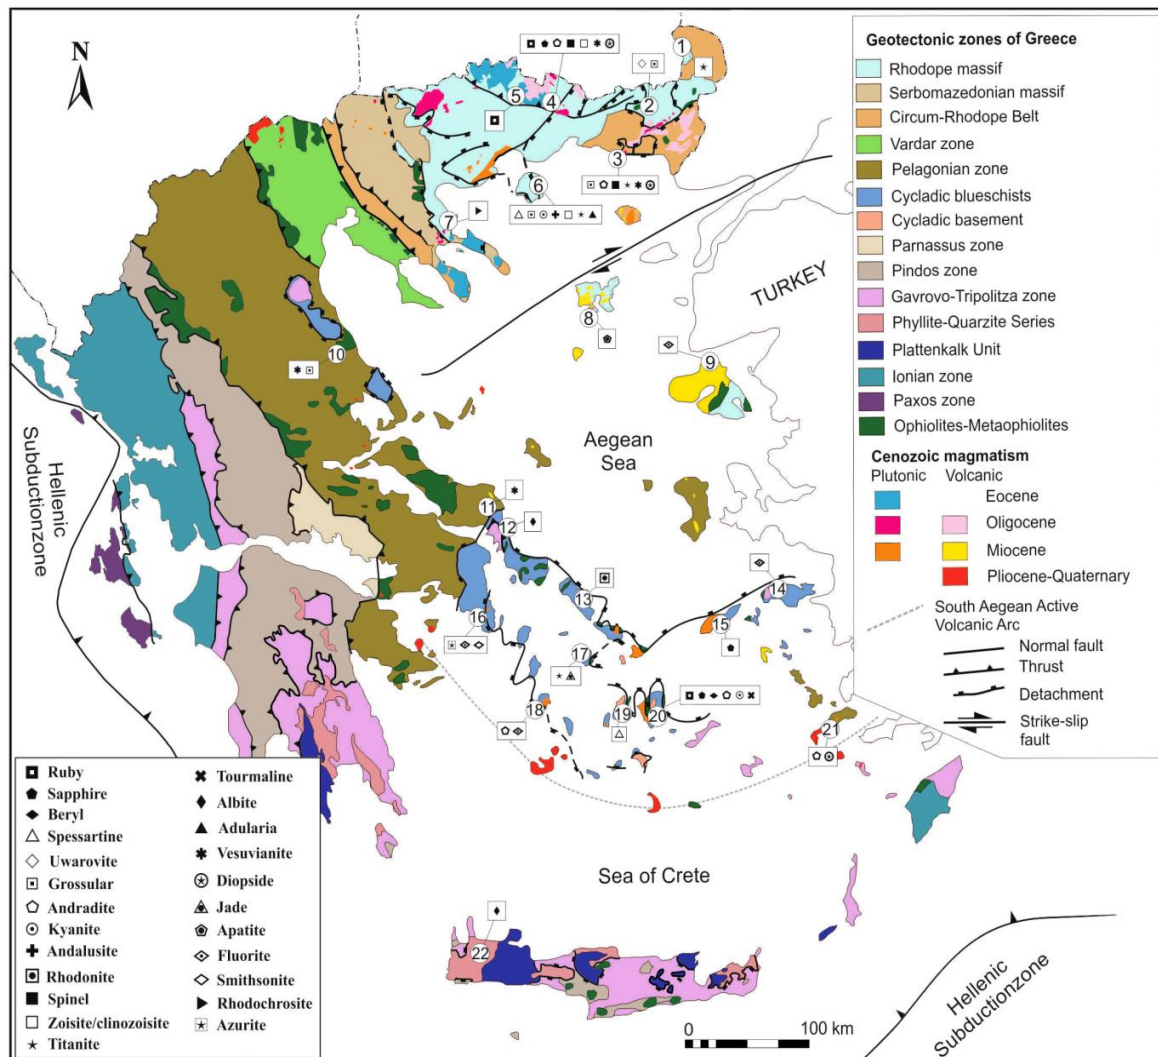 N
1
2
3
4
5
6
7
8
9
10
11
12
13
14
15
16
17
18
19
20
21
22
TURKEY
Aegean
Sea
Sea of Crete
Hellenic
Subductionzone
Hellenic
Subductionzone
0 100 km
Geotectonic zones of Greece
Rhodope massif
Serbomazedonian massif
Circum-Rhodope Belt
Vardar zone
Pelagonian zone
Cycladic blueschists
Cycladic basement
Parnassus zone
Pindos zone
Gavrovo-Tripolitza zone
Phyllite-Quarzite Series
Plattenkalk Unit
Ionian zone
Paxos zone
Ophiolites-Metaophiolites
Cenozoic magmatism
Plutonic Volcanic
Eocene
Oligocene
Miocene
Pliocene-Quaternary
South Aegean Active
Volcanic Arc
Normal fault
Thrust
Detachment
Strike-slip
fault
Ruby
Sapphire
Beryl
Spessartine
Uwarovite
Grossular
Andradite
Kyanite
Andalusite
Rhodonite
Spinel
Zoisite/clinozoisite
Titanite
Tourmaline
Albite
Adularia
Vesuvianite
Diopside
Jade
Apatite
Fluorite
Smithsonite
Rhodochrosite
Azurite